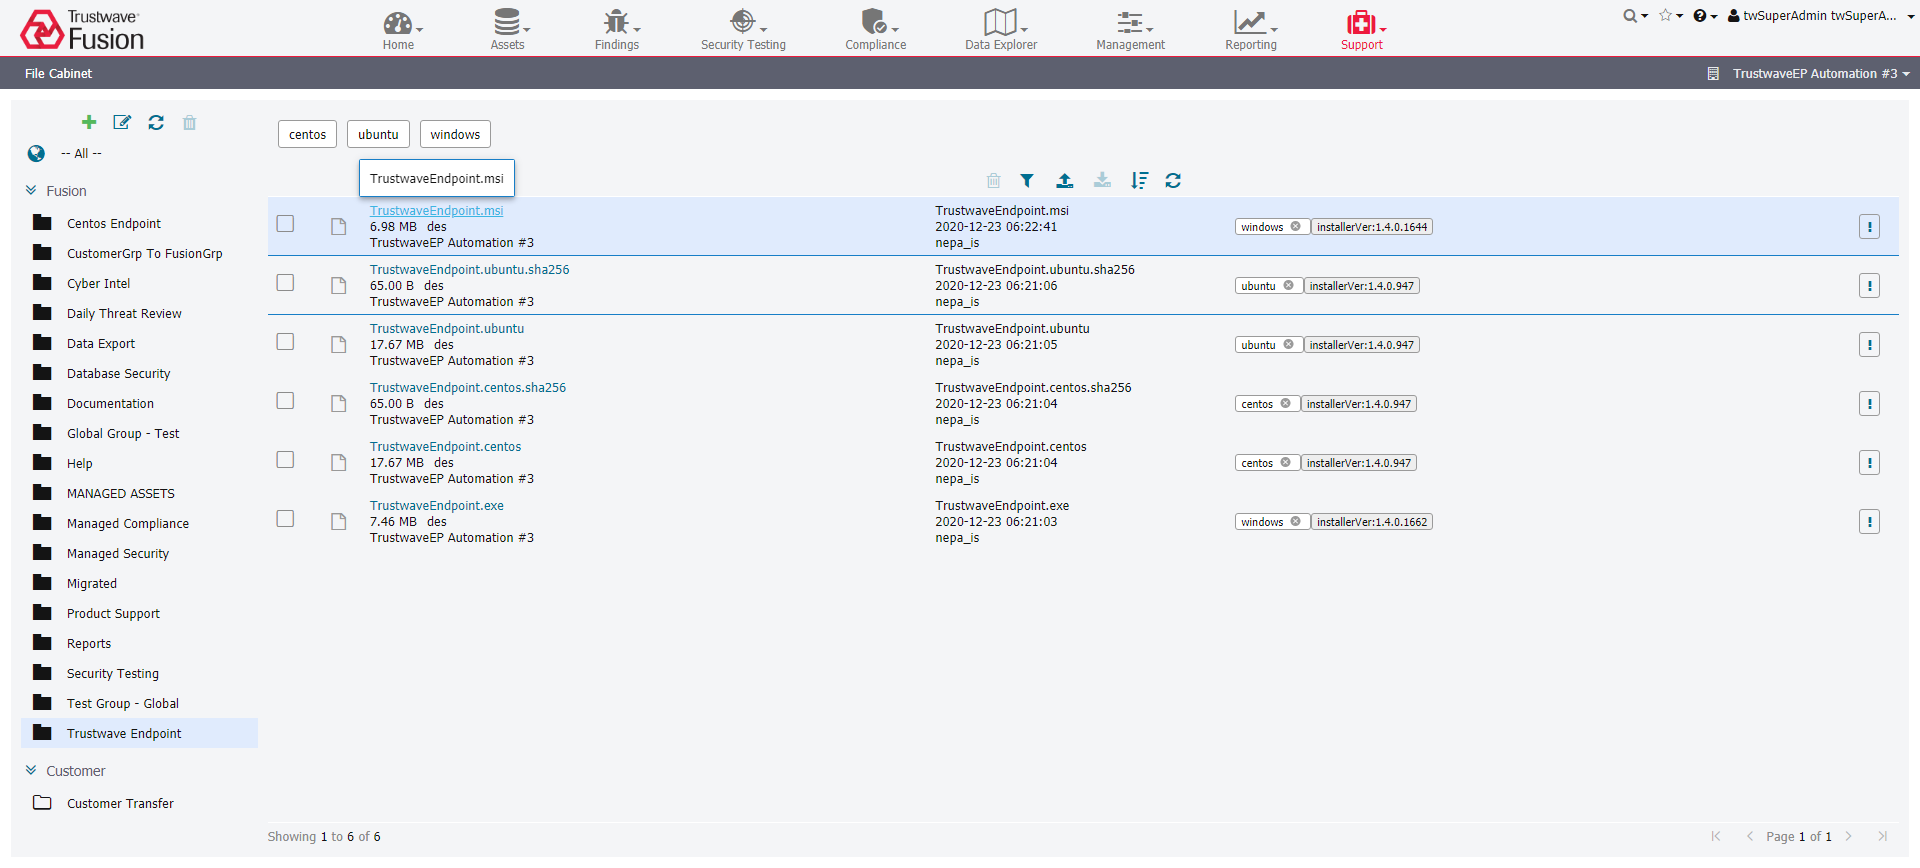 Trustwave®
Fusion
Home
Assets
Findings
Security Testing
Compliance
Data Explorer
Management
Reporting
Support
twSuperAdmin twSuperA...
File Cabinet
TrustwaveEP Automation #3
-- All --
Fusion
Centos Endpoint
CustomerGrp To FusionGrp
Cyber Intel
Daily Threat Review
Data Export
Database Security
Documentation
Global Group - Test
Help
MANAGED ASSETS
Managed Compliance
Managed Security
Migrated
Product Support
Reports
Security Testing
Test Group - Global
Trustwave Endpoint
Customer
Customer Transfer
centos
ubuntu
windows
TrustwaveEndpoint.msi
TrustwaveEndpoint.msi
6.98 MB des
TrustwaveEP Automation #3
TrustwaveEndpoint.msi
2020-12-23 06:22:41
nepa_is
windows
installerVer:1.4.0.1644
TrustwaveEndpoint.ubuntu.sha256
65.00 B des
TrustwaveEP Automation #3
TrustwaveEndpoint.ubuntu.sha256
2020-12-23 06:21:06
nepa_is
ubuntu
installerVer:1.4.0.947
TrustwaveEndpoint.ubuntu
17.67 MB des
TrustwaveEP Automation #3
TrustwaveEndpoint.ubuntu
2020-12-23 06:21:05
nepa_is
ubuntu
installerVer:1.4.0.947
TrustwaveEndpoint.centos.sha256
65.00 B des
TrustwaveEP Automation #3
TrustwaveEndpoint.centos.sha256
2020-12-23 06:21:04
nepa_is
centos
installerVer:1.4.0.947
TrustwaveEndpoint.centos
17.67 MB des
TrustwaveEP Automation #3
TrustwaveEndpoint.centos
2020-12-23 06:21:04
nepa_is
centos
installerVer:1.4.0.947
TrustwaveEndpoint.exe
7.46 MB des
TrustwaveEP Automation #3
TrustwaveEndpoint.exe
2020-12-23 06:21:03
nepa_is
windows
installerVer:1.4.0.1662
Showing 1 to 6 of 6
Page 1 of 1